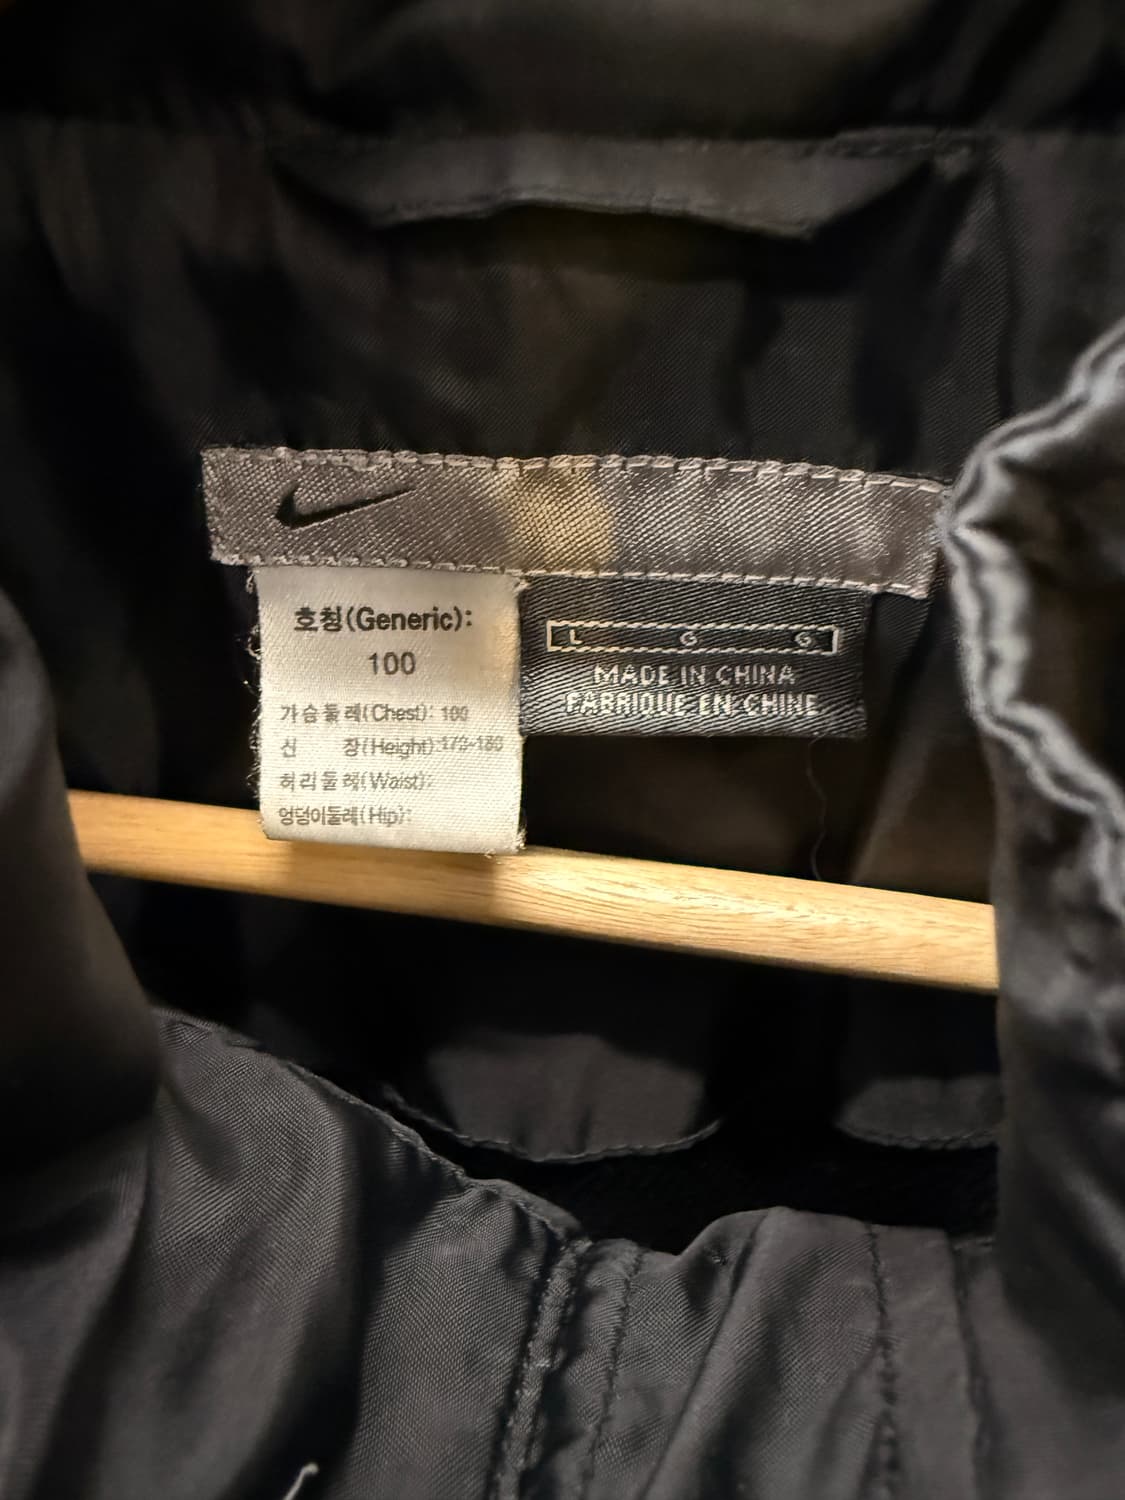 호칭(Generic):
100
가슴둘레(Chest): 100
신 장(Height):170-180
허리둘레(Waist):
엉덩이둘레(Hip):
L G G
MADE IN CHINA
FABRIQUE EN CHINE